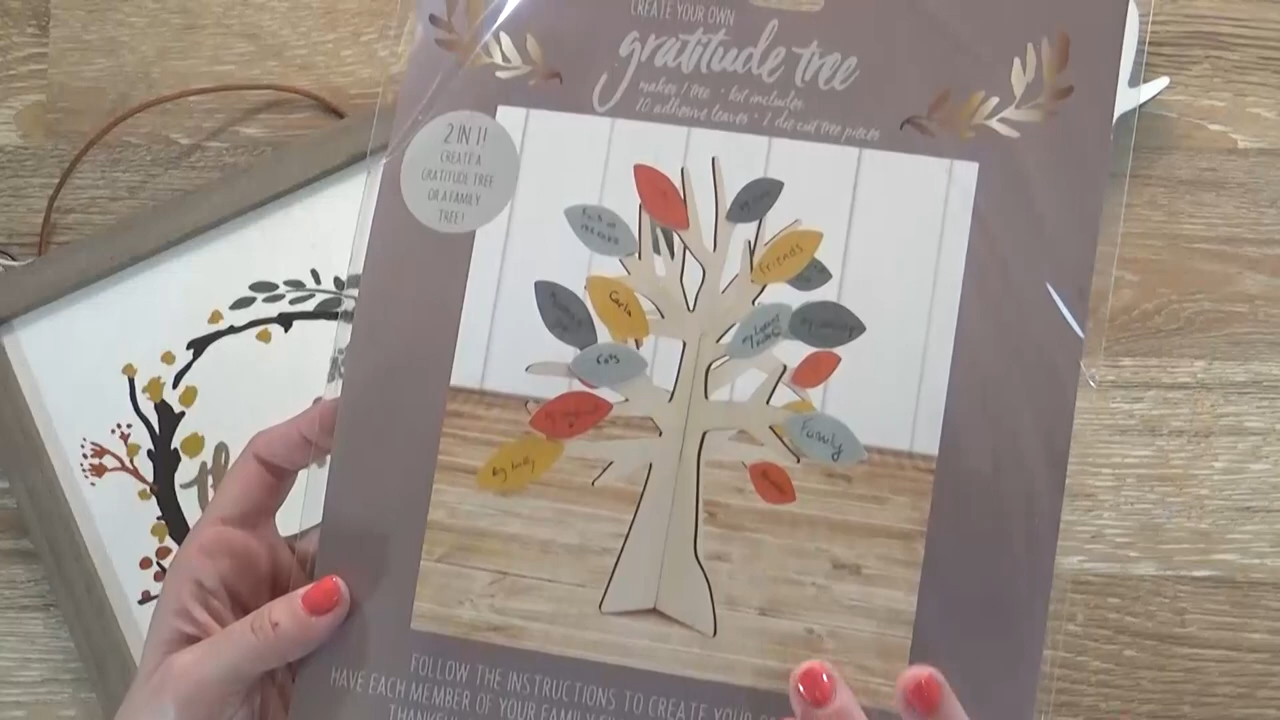 CREATE YOUR OWN
gratitude tree
makes 1 tree • kit includes
20 adhesive leaves • 2 die cut tree pieces
2 IN 1!
CREATE A
GRATITUDE TREE
OR A FAMILY
TREE!
friends
Carla
Cats
Family
FOLLOW THE INSTRUCTIONS TO CREATE YOUR
HAVE EACH MEMBER OF YOUR FAMILY